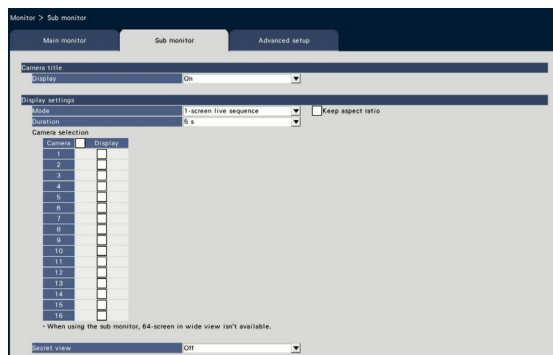 Monitor > Sub monitor
Main monitor Sub monitor Advanced setup
Camera title
Display On
Display settings
Mode 1-screen live sequence Keep aspect ratio
Duration 5 s
Camera selection
Camera Display
1
2
3
4
5
6
7
8
9
10
11
12
13
14
15
16
・When using the sub monitor, 64-screen in wide view isn't available.
Secret view Off